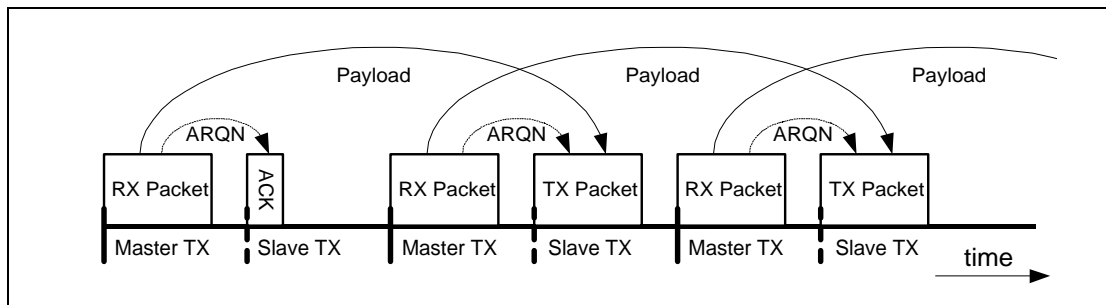 Payload
Payload
Payload
ARQN
ARQN
ARQN
RX Packet
ACK
RX Packet
TX Packet
RX Packet
TX Packet
Master TX
Slave TX
Master TX
Slave TX
Master TX
Slave TX
time